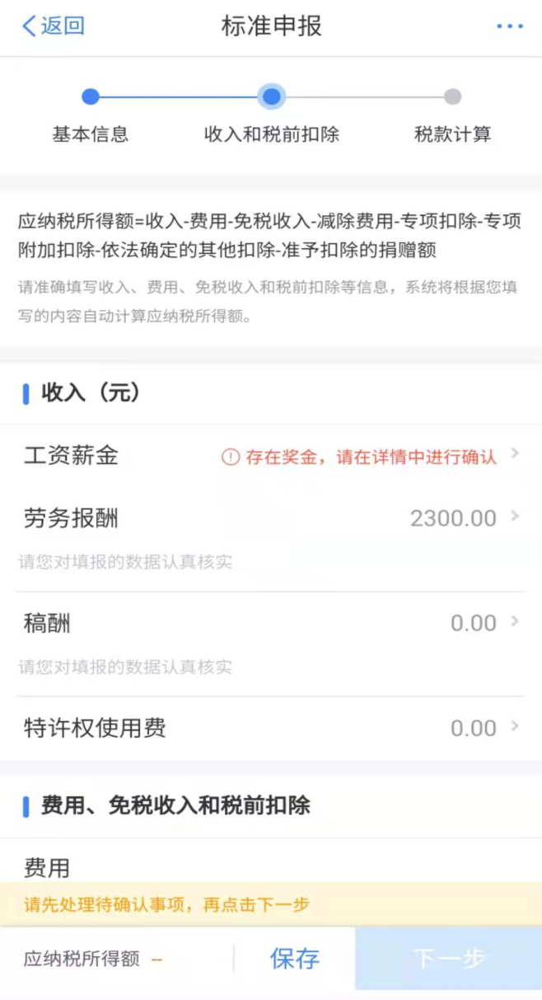 返回
标准申报
基本信息
收入和税前扣除
税款计算
应纳税所得额=收入-费用-免税收入-减除费用-专项扣除-专项
附加扣除-依法确定的其他扣除-准予扣除的捐赠额
请准确填写收入、费用、免税收入和税前扣除等信息，系统将根据您填
写的内容自动计算应纳税所得额。
收入（元）
工资薪金 存在奖金，请在详情中进行确认
劳务报酬 2300.00
请您对填报的数据认真核实
稿酬 0.00
请您对填报的数据认真核实
特许权使用费 0.00
费用、免税收入和税前扣除
费用
请先处理待确认事项，再点击下一步
应纳税所得额 -- 保存 下一步